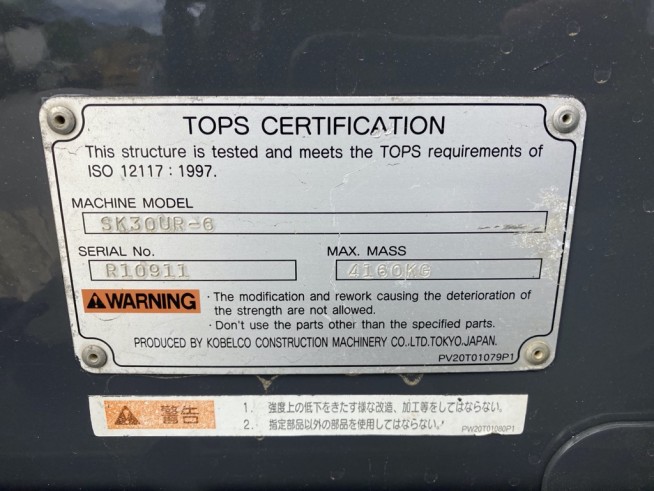 TOPS CERTIFICATION
This structure is tested and meets the TOPS requirements of
ISO 12117 : 1997.
MACHINE MODEL
SK30UR-6
SERIAL No.
MAX. MASS
R10911
4160KG
WARNING
· The modification and rework causing the deterioration of
the strength are not allowed.
· Don't use the parts other than the specified parts.
PRODUCED BY KOBELCO CONSTRUCTION MACHINERY CO.,LTD.TOKYO.JAPAN.
PV20T01079P1
警告
1. 強度上の低下をきたす様な改造、加工等をしてはならない。
2. 指定部品以外の部品を使用してはならない。
PW20T01080P1